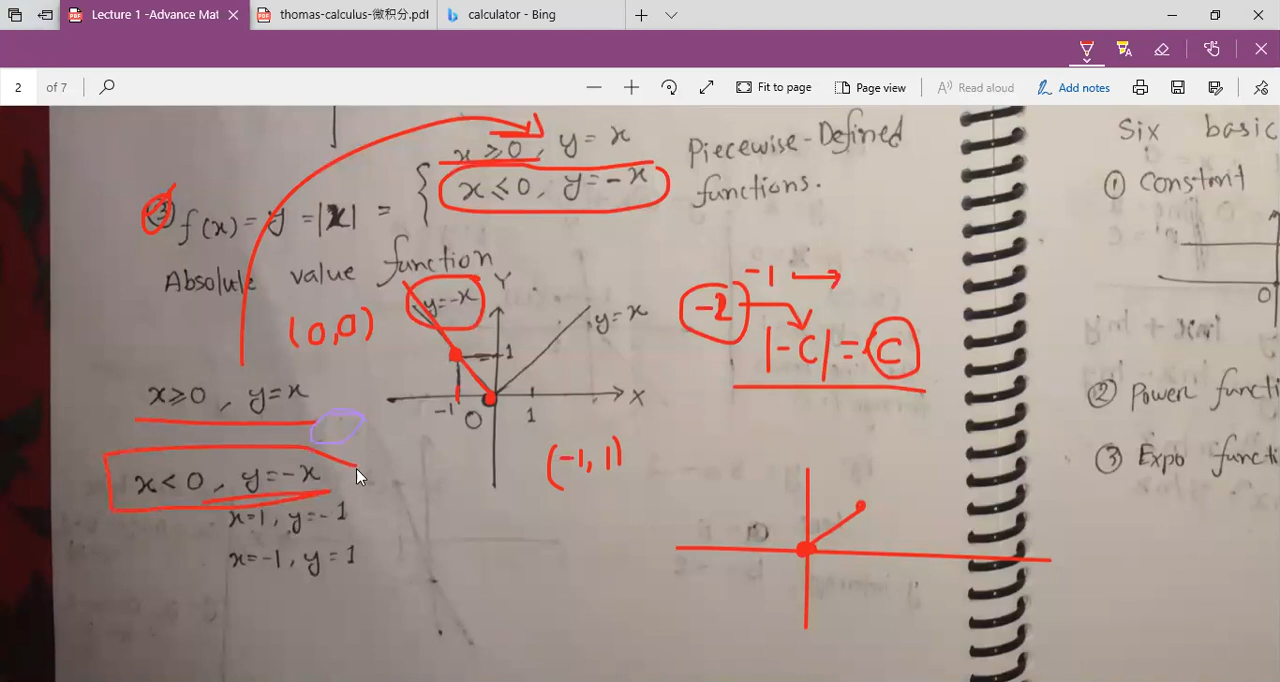 Lecture 1 -Advance Mat
thomas-calculus-微积分.pdf
calculator - Bing
2 of 7
Fit to page
Page view
Read aloud
Add notes
x ≥ 0, y = x
x ≤ 0, y = -x
③ f(x) = y = |x| =
Piecewise-Defined
functions.
Absolute value function
(0,0)
y=-x
Y
y=x
1
-1
O
1
X
-1
-2
|-C| = C
x ≥ 0, y = x
(-1, 1)
x < 0, y = -x
x=1, y=-1
x=-1, y=1
Six basic
① Constant
O
② Power functi
③ Expo functi